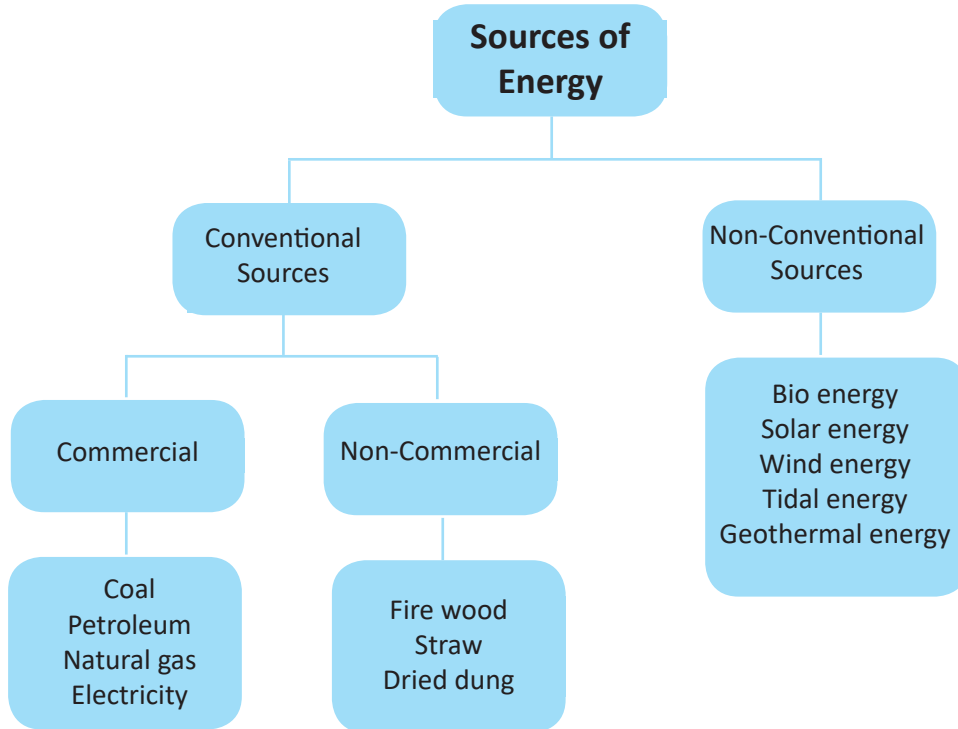 Sources of
Energy
Conventional
Sources
Non-Conventional
Sources
Commercial
Non-Commercial
Coal
Petroleum
Natural gas
Electricity
Fire wood
Straw
Dried dung
Bio energy
Solar energy
Wind energy
Tidal energy
Geothermal energy